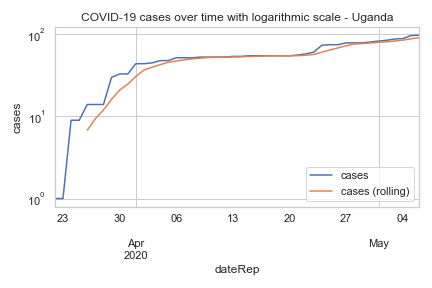 COVID-19 cases over time with logarithmic scale - Uganda
10²
10¹
10⁰
cases
cases
cases (rolling)
23 30 06 13 20 27 04
Apr May
2020
dateRep